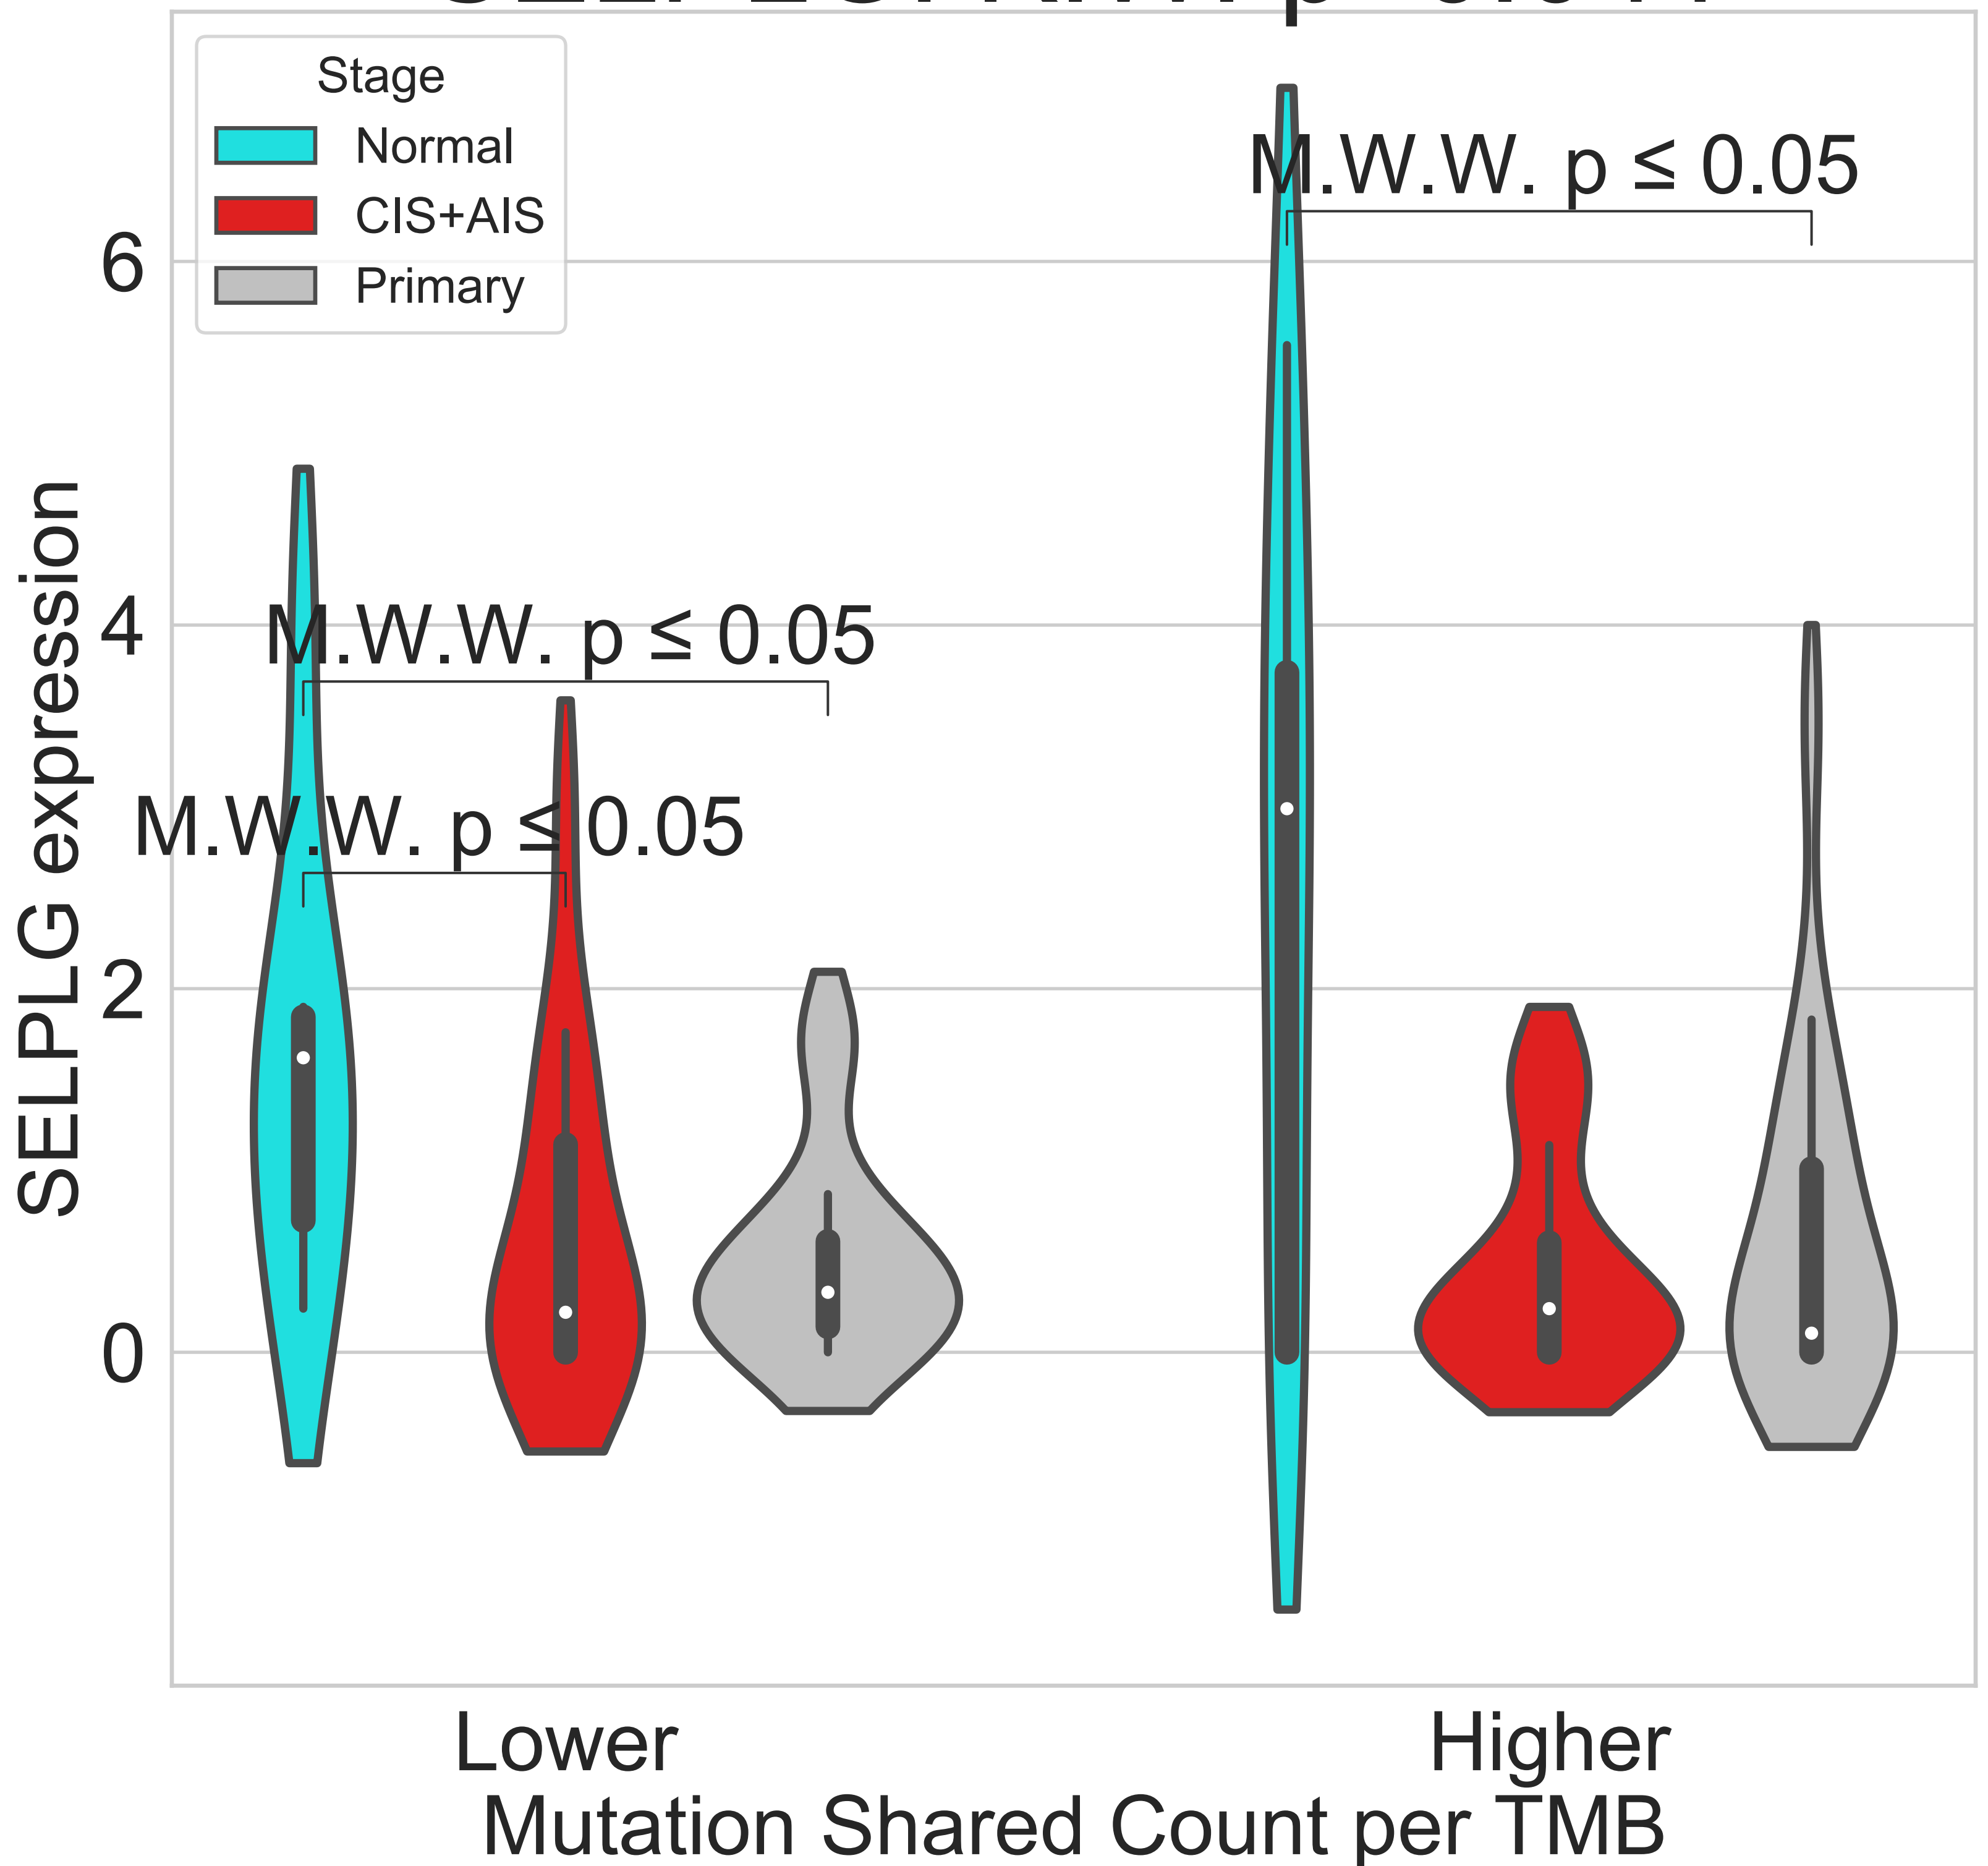 Stage
Normal
CIS+AIS
Primary
M.W.W. p ≤ 0.05
6
4
2
0
M.W.W. p ≤ 0.05
M.W.W. p ≤ 0.05
SELPLG expression
Lower
Higher
Mutation Shared Count per TMB